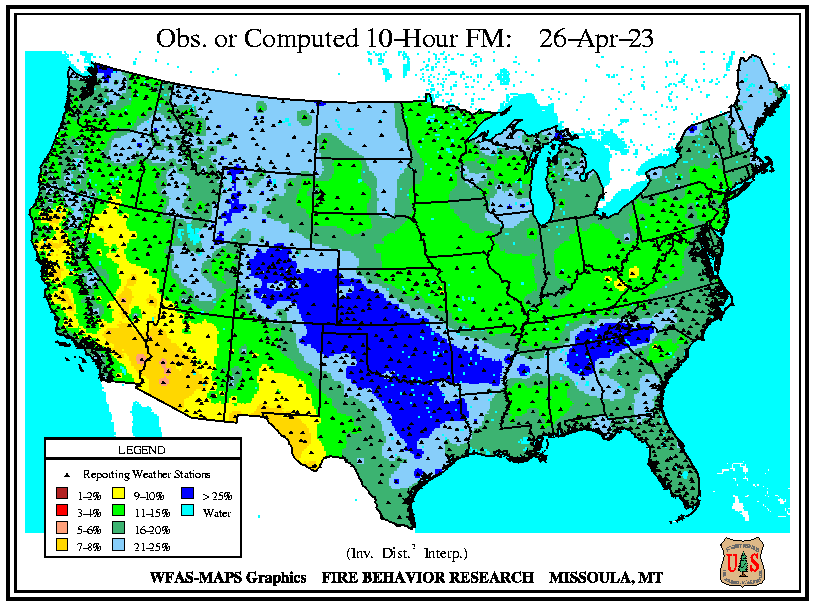 Obs. or Computed 10-Hour FM: 26-Apr-23
LEGEND
Reporting Weather Stations
1-2% 9-10% > 25%
3-4% 11-15% Water
5-6% 16-20%
7-8% 21-25%
(Inv. Dist.² Interp.)
WFAS-MAPS Graphics FIRE BEHAVIOR RESEARCH MISSOULA, MT
U S